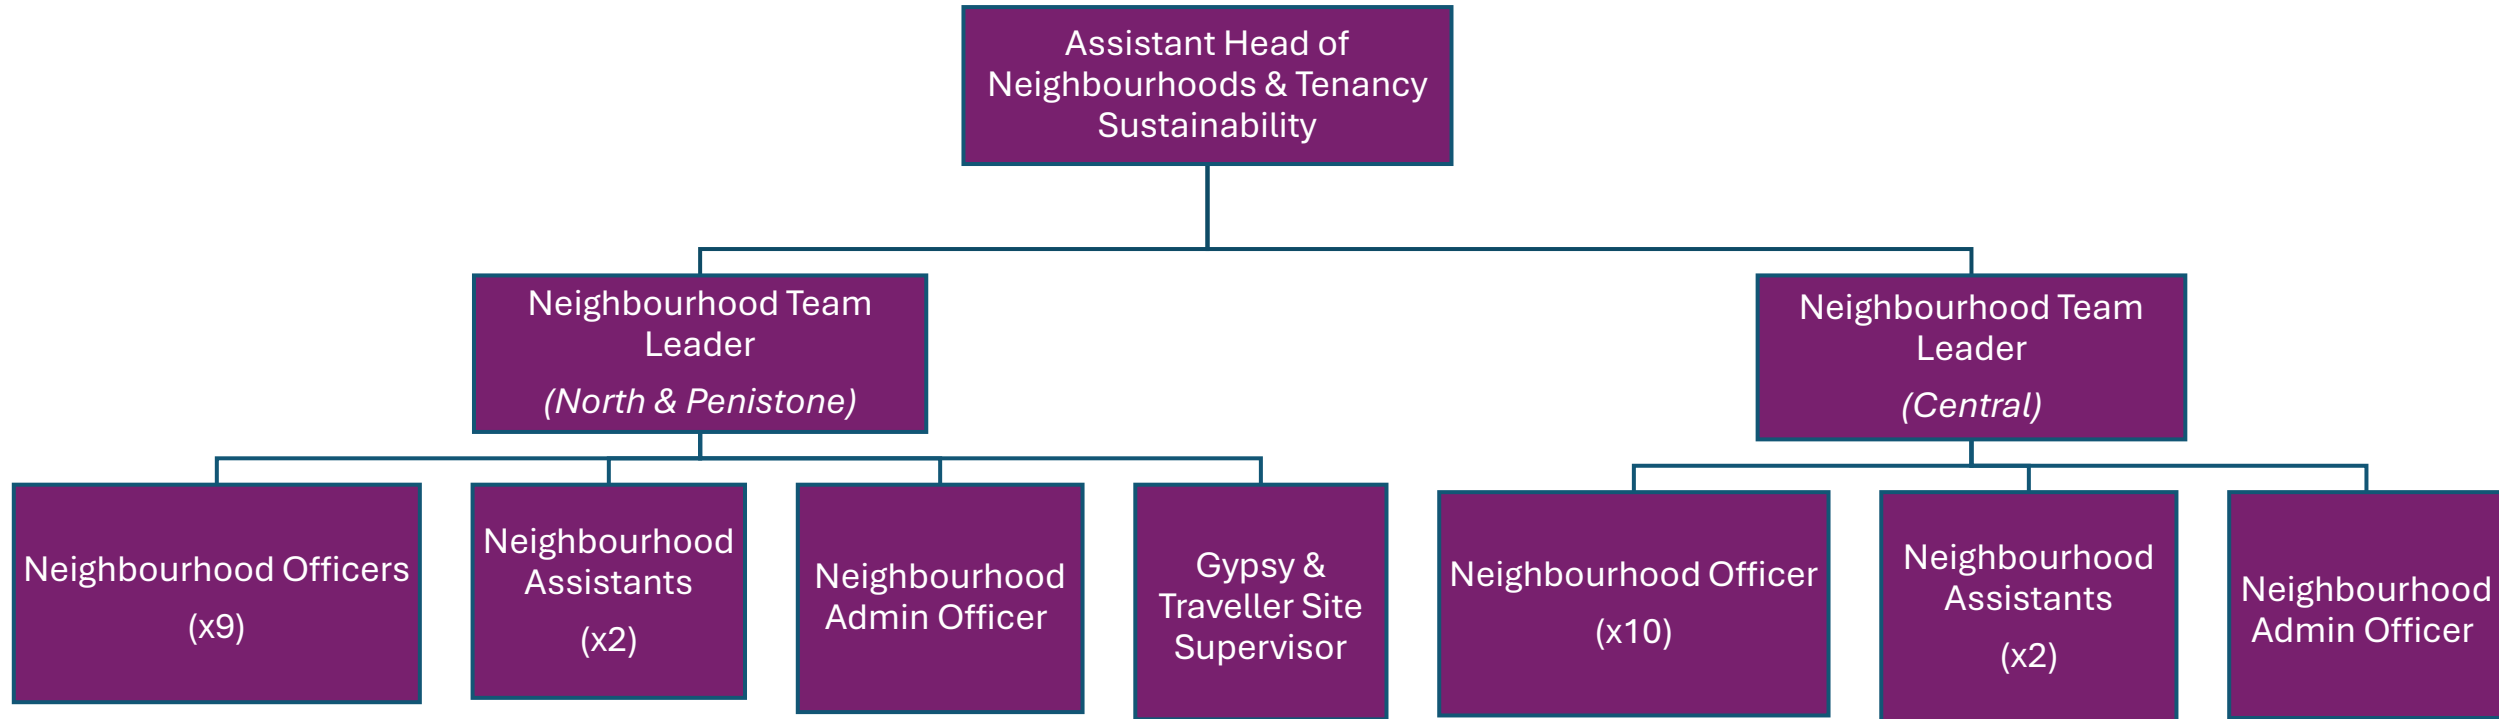 Assistant Head of
Neighbourhoods & Tenancy
Sustainability
Neighbourhood Team
Leader
(North & Penistone)
Neighbourhood Team
Leader
(Central)
Neighbourhood Officers
(x9)
Neighbourhood
Assistants
(x2)
Neighbourhood
Admin Officer
Gypsy &
Traveller Site
Supervisor
Neighbourhood Officer
(x10)
Neighbourhood
Assistants
(x2)
Neighbourhood
Admin Officer